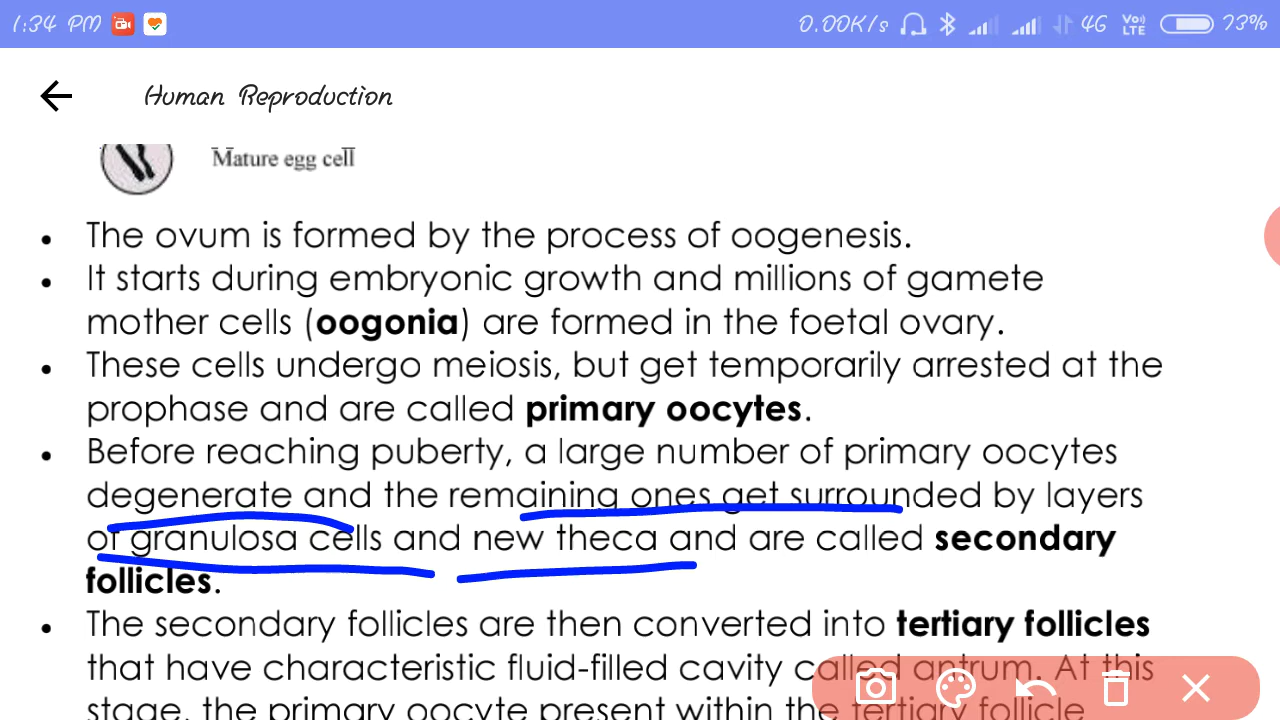 1:34 PM 0.00K/s 4G Vo)) LTE 73%
Human Reproduction
Mature egg cell
• The ovum is formed by the process of oogenesis.
• It starts during embryonic growth and millions of gamete
mother cells (oogonia) are formed in the foetal ovary.
• These cells undergo meiosis, but get temporarily arrested at the
prophase and are called primary oocytes.
• Before reaching puberty, a large number of primary oocytes
degenerate and the remaining ones get surrounded by layers
of granulosa cells and new theca and are called secondary
follicles.
• The secondary follicles are then converted into tertiary follicles
that have characteristic fluid-filled cavity called antrum. At this
stage, the primary oocyte present within the tertiary follicle